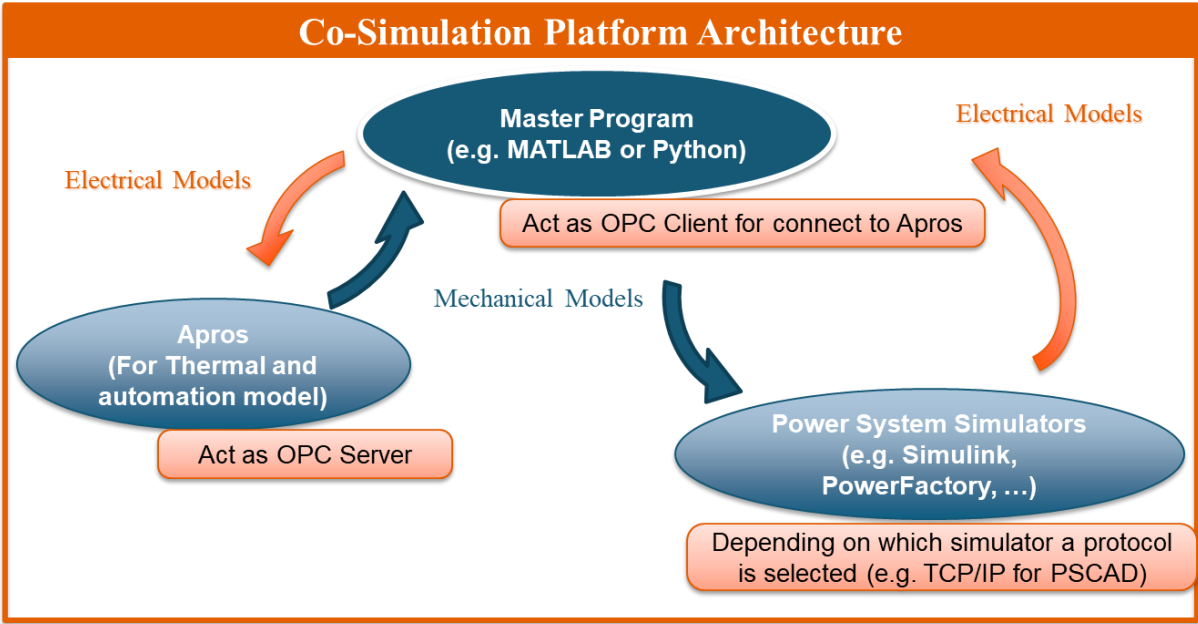 Co-Simulation Platform Architecture
Master Program
(e.g. MATLAB or Python)
Electrical Models
Electrical Models
Act as OPC Client for connect to Apros
Mechanical Models
Apros
(For Thermal and
automation model)
Act as OPC Server
Power System Simulators
(e.g. Simulink,
PowerFactory, …)
Depending on which simulator a protocol
is selected (e.g. TCP/IP for PSCAD)